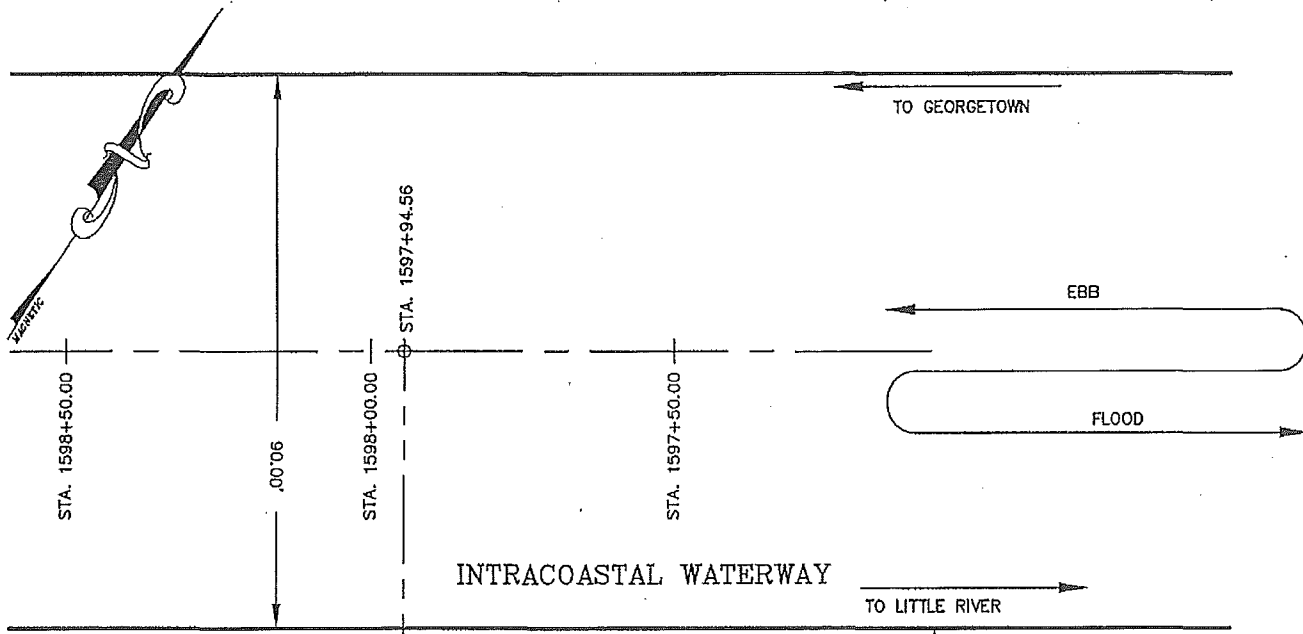 TO GEORGETOWN
STA. 1597+94.56
MAGNETIC
EBB
STA. 1598+50.00
STA. 1598+00.00
STA. 1597+50.00
90.00'
FLOOD
INTRACOASTAL WATERWAY
TO LITTLE RIVER